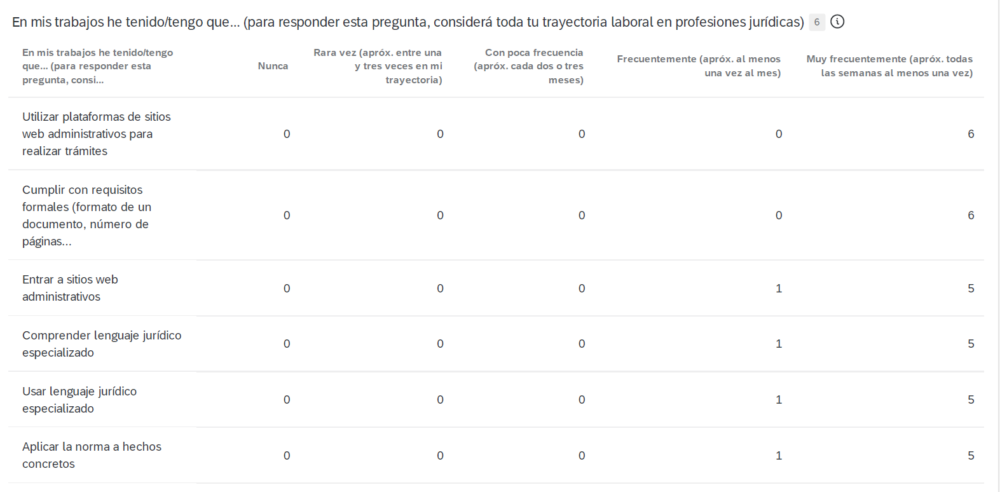 En mis trabajos he tenido/tengo que... (para responder esta pregunta, considerá toda tu trayectoria laboral en profesiones jurídicas) 6
En mis trabajos he tenido/tengo
que... (para responder esta
pregunta, consi...
Nunca
Rara vez (apróx. entre una
y tres veces en mi
trayectoria)
Con poca frecuencia
(apróx. cada dos o tres
meses)
Frecuentemente (apróx. al menos
una vez al mes)
Muy frecuentemente (apróx. todas
las semanas al menos una vez)
Utilizar plataformas de sitios
web administrativos para
realizar trámites
0 0 0 0 6
Cumplir con requisitos
formales (formato de un
documento, número de
páginas...
0 0 0 0 6
Entrar a sitios web
administrativos
0 0 0 1 5
Comprender lenguaje jurídico
especializado
0 0 0 1 5
Usar lenguaje jurídico
especializado
0 0 0 1 5
Aplicar la norma a hechos
concretos
0 0 0 1 5